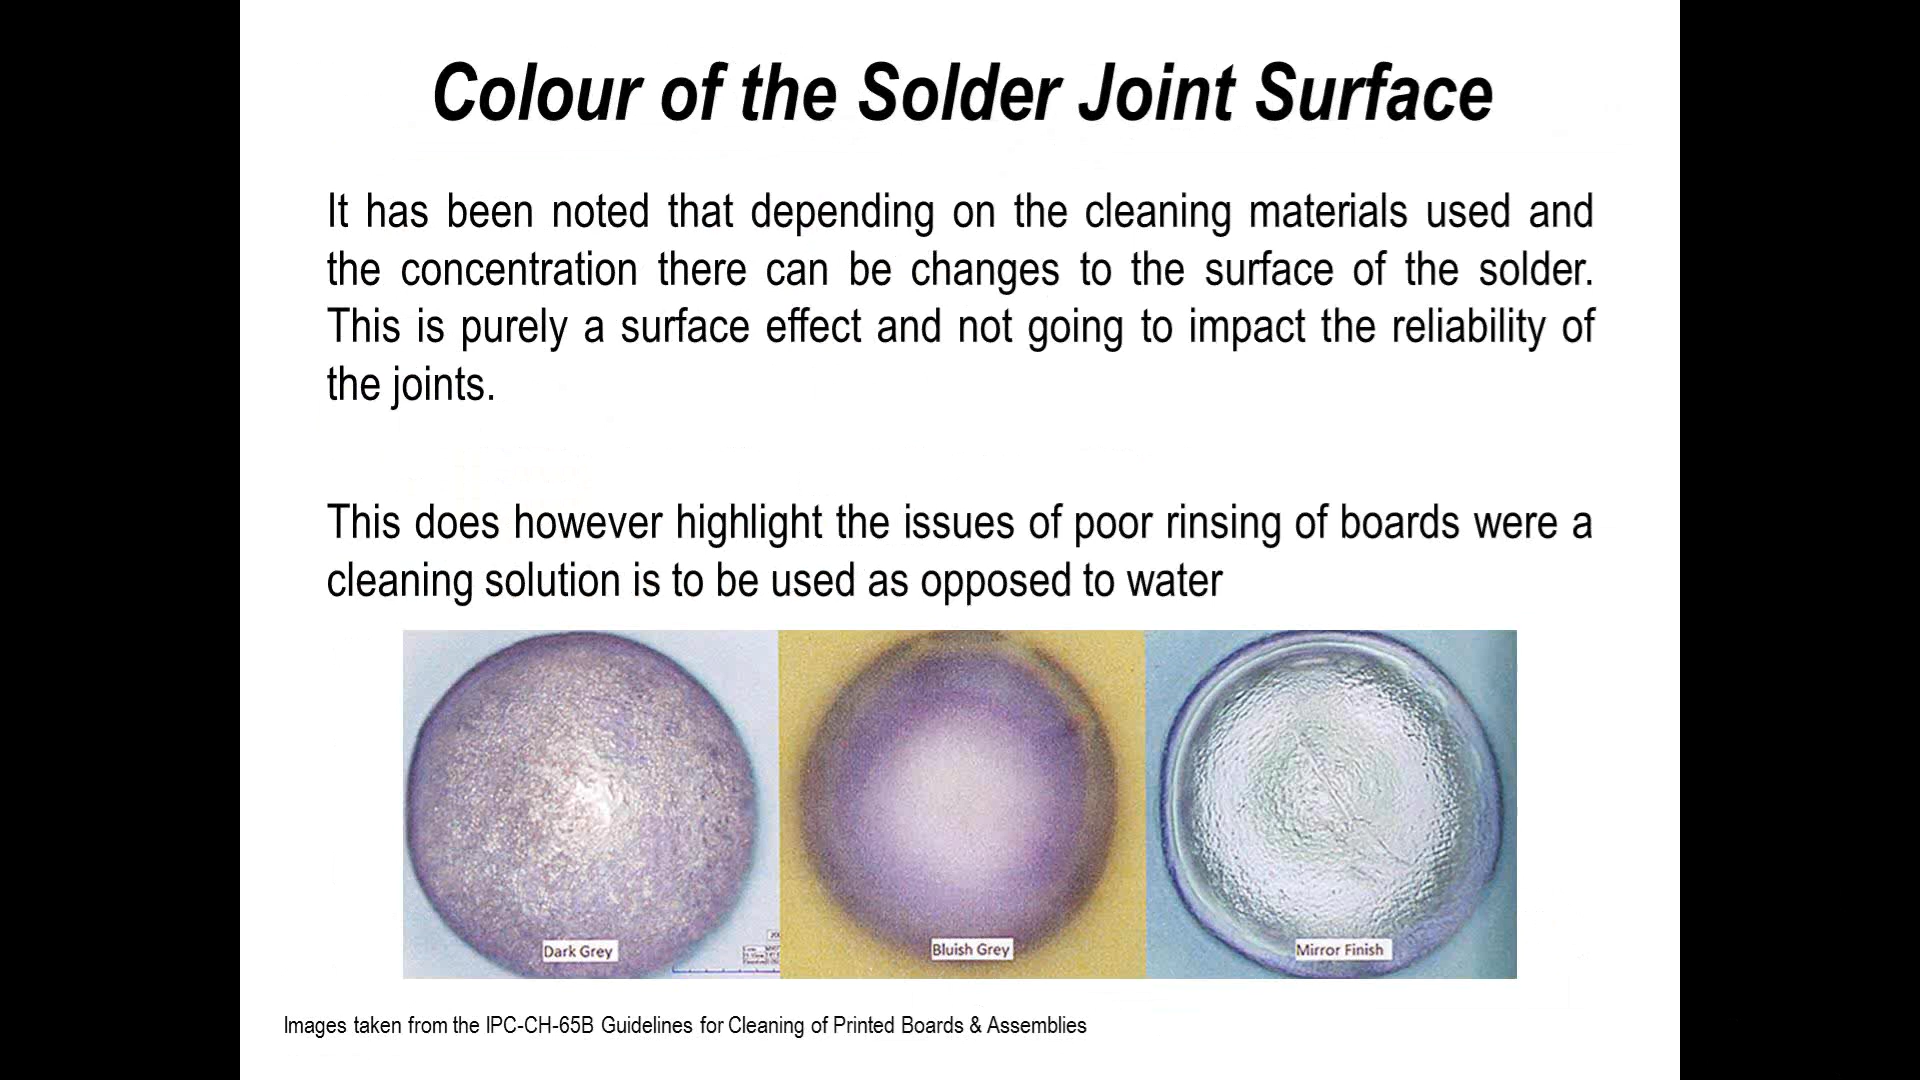 Colour of the Solder Joint Surface
It has been noted that depending on the cleaning materials used and
the concentration there can be changes to the surface of the solder.
This is purely a surface effect and not going to impact the reliability of
the joints.
This does however highlight the issues of poor rinsing of boards were a
cleaning solution is to be used as opposed to water
Dark Grey
Bluish Grey
Mirror Finish
Images taken from the IPC-CH-65B Guidelines for Cleaning of Printed Boards & Assemblies